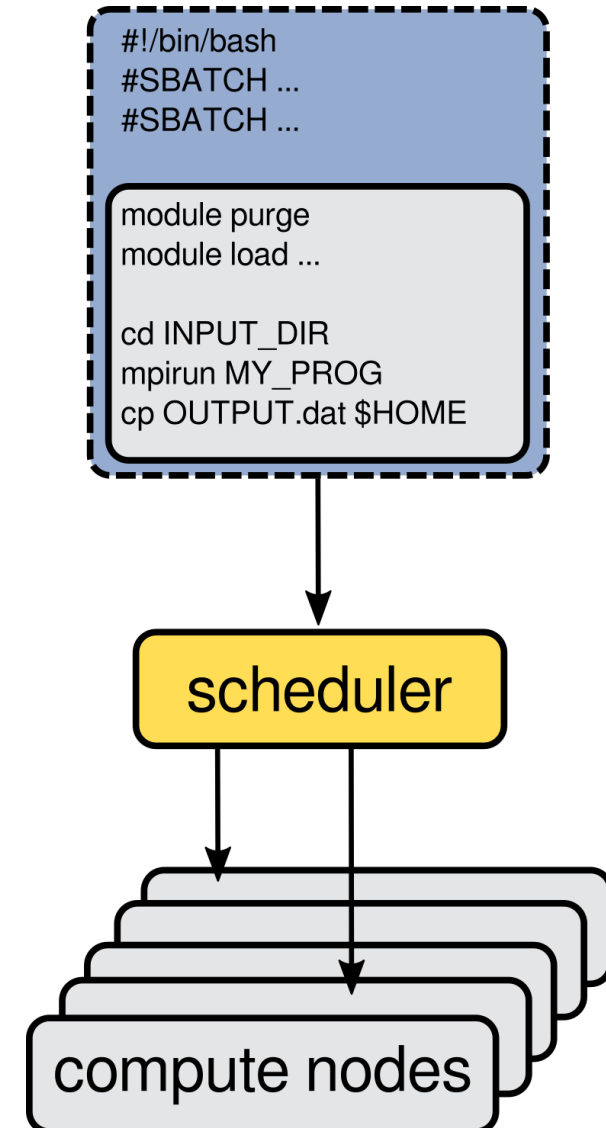 #!/bin/bash
#SBATCH ...
#SBATCH ...
module purge
module load ...
cd INPUT_DIR
mpirun MY_PROG
cp OUTPUT.dat $HOME
scheduler
compute nodes